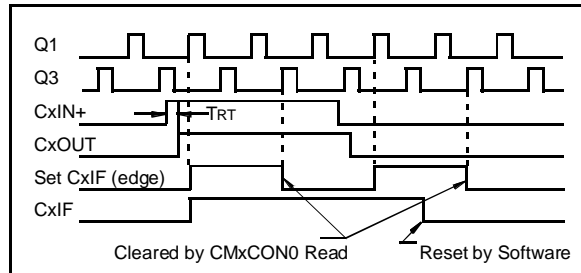 Q1
Q3
CxIN+
TRT
CxOUT
Set CxIF (edge)
CxIF
Cleared by CMxCON0 Read
Reset by Software